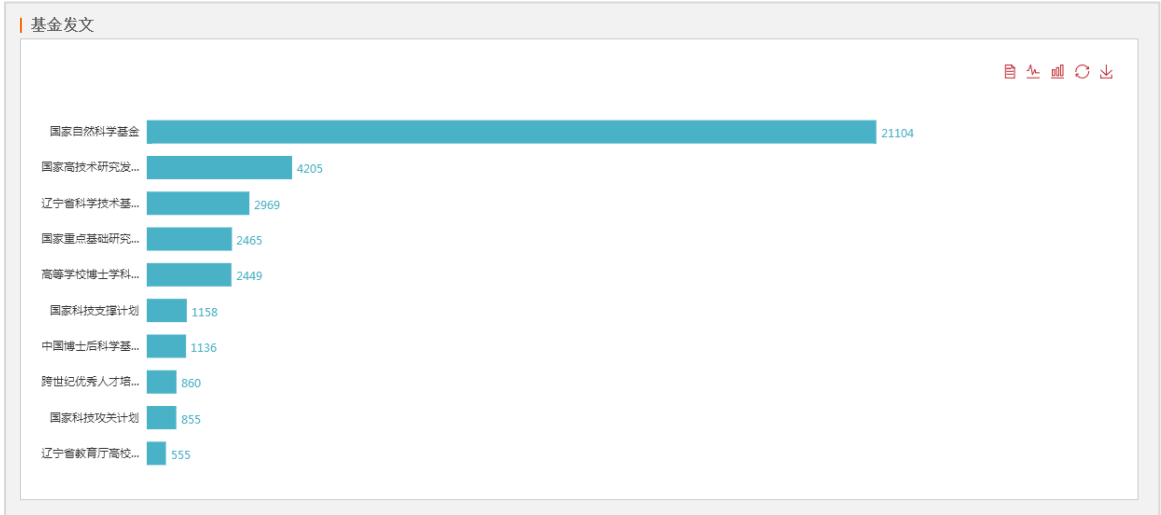 基金发文
国家自然科学基金 21104
国家高技术研究发... 4205
辽宁省科学技术基... 2969
国家重点基础研究... 2465
高等学校博士学科... 2449
国家科技支撑计划 1158
中国博士后科学基... 1136
跨世纪优秀人才培... 860
国家科技攻关计划 855
辽宁省教育厅高校... 555